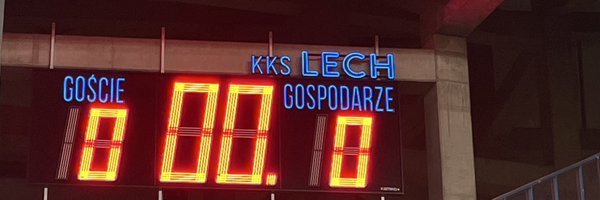 KKS LECH
GOŚCIE GOSPODARZE
0 00. 0